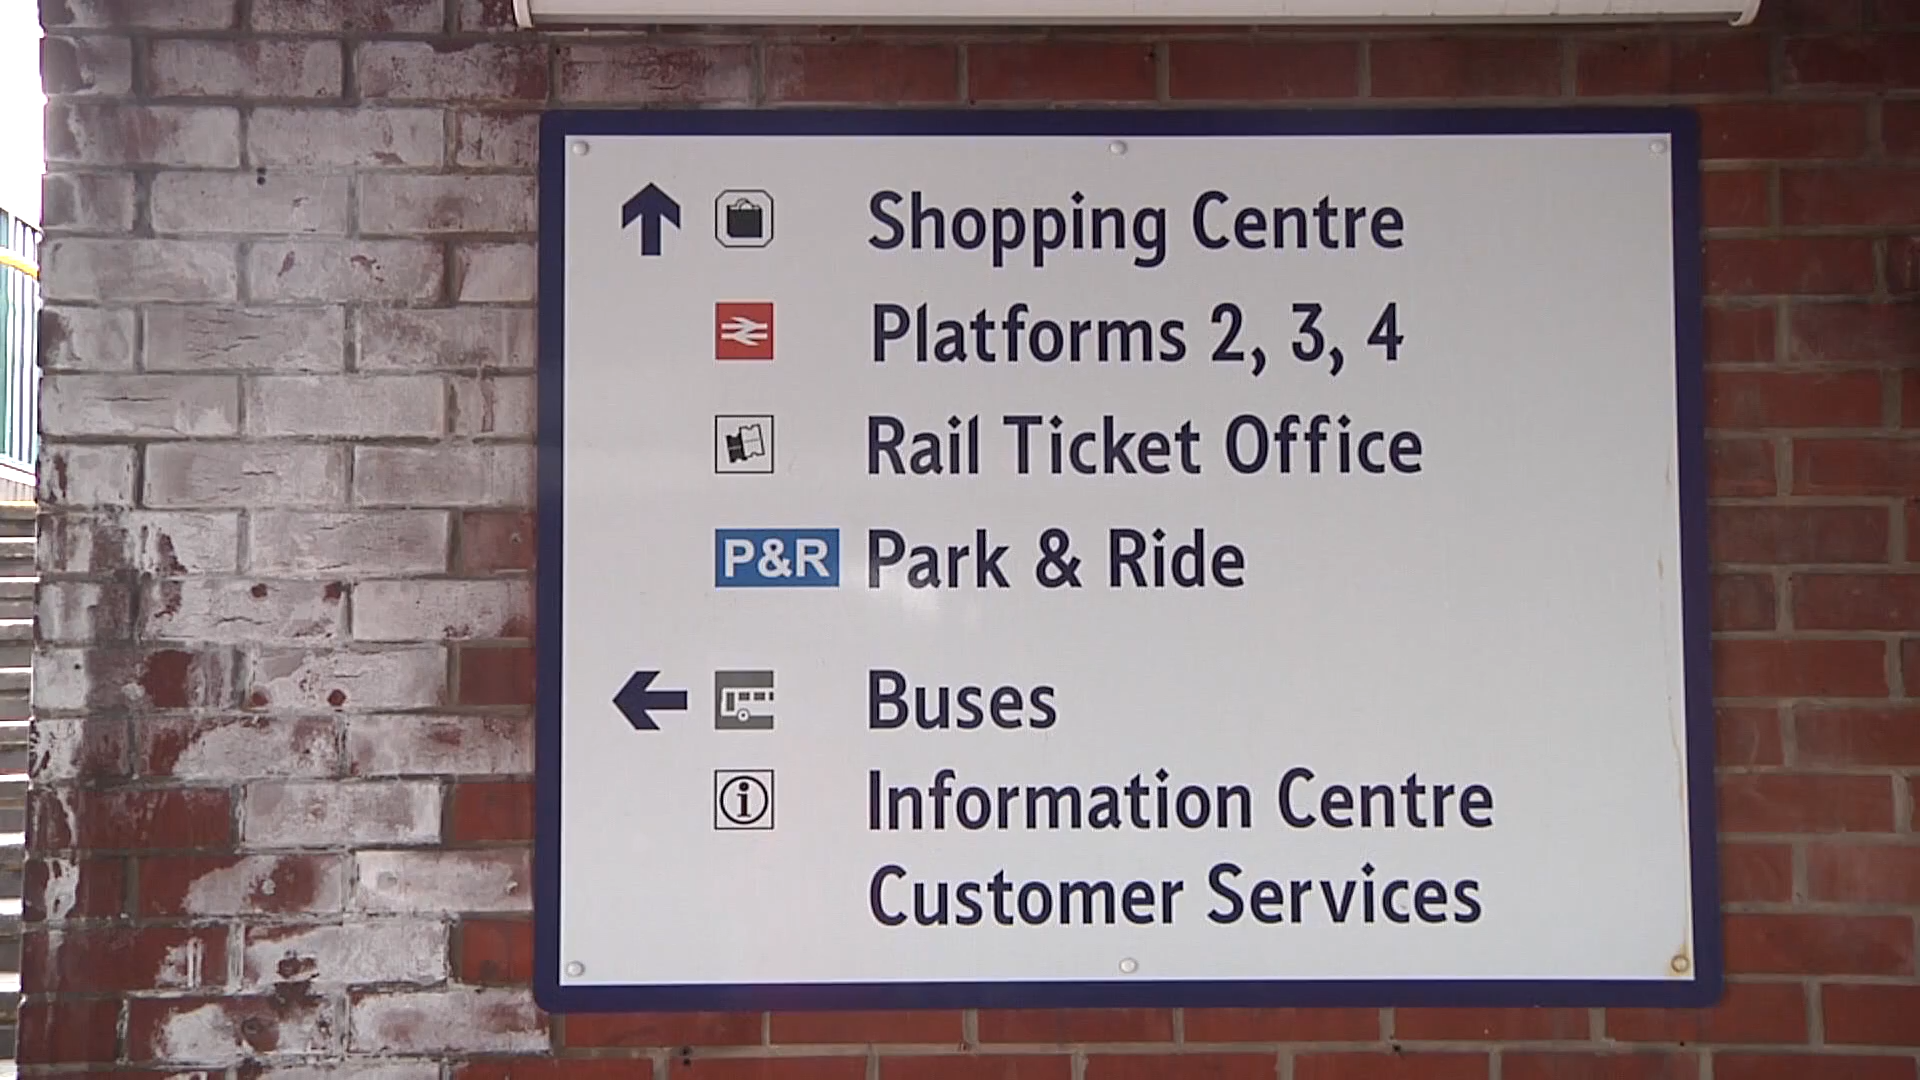 Shopping Centre
Platforms 2, 3, 4
Rail Ticket Office
P&R Park & Ride
Buses
i Information Centre
Customer Services